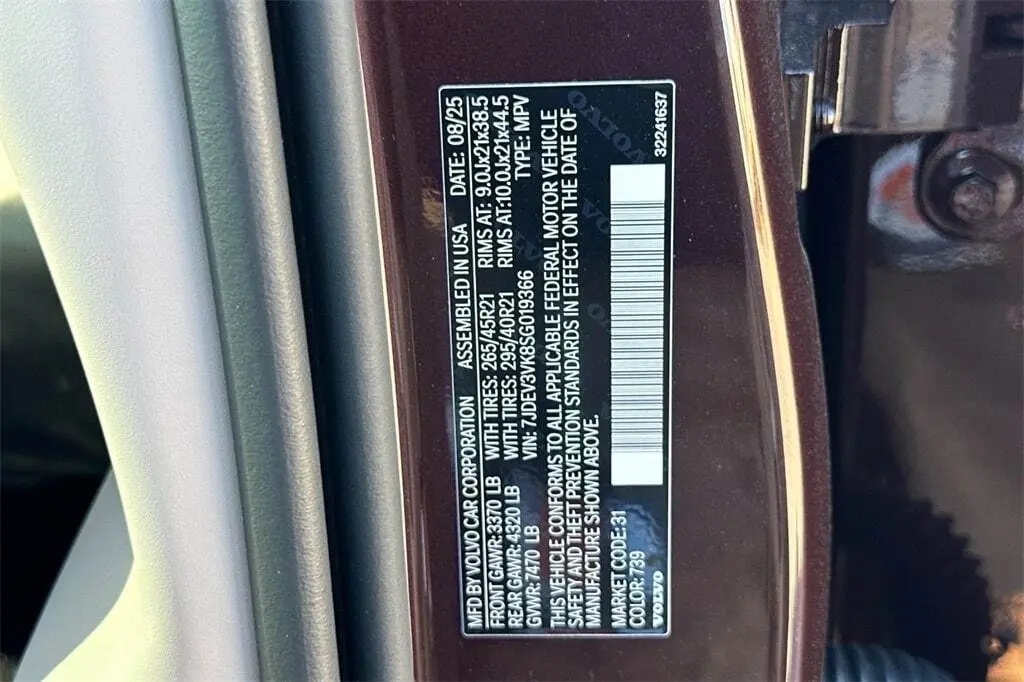 MFD BY VOLVO CAR CORPORATION ASSEMBLED IN USA DATE: 08/25
FRONT GAWR:3370 LB WITH TIRES: 265/45R21 RIMS AT: 9.0Jx21x38.5
REAR GAWR: 4320 LB WITH TIRES: 295/40R21 RIMS AT:10.0Jx21x44.5
GVWR:7470 LB VIN: 7JDEV3VK8SG019366 TYPE: MPV
THIS VEHICLE CONFORMS TO ALL APPLICABLE FEDERAL MOTOR VEHICLE
SAFETY AND THEFT PREVENTION STANDARDS IN EFFECT ON THE DATE OF
MANUFACTURE SHOWN ABOVE.
MARKET CODE:31
COLOR: 739
VOLVO
32241637